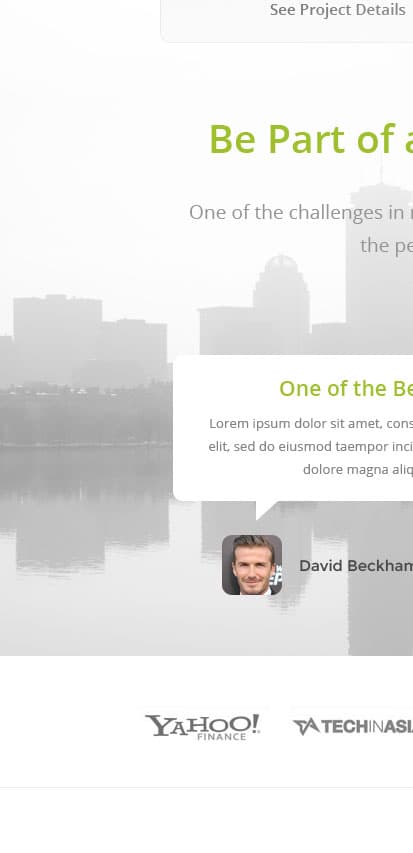 See Project Details
Be Part of a
One of the challenges in
the pe
One of the Be
Lorem ipsum dolor sit amet, cons
elit, sed do eiusmod taempor inci
dolore magna aliq
David Beckham
YAHOO!
FINANCE
TECHINASIA